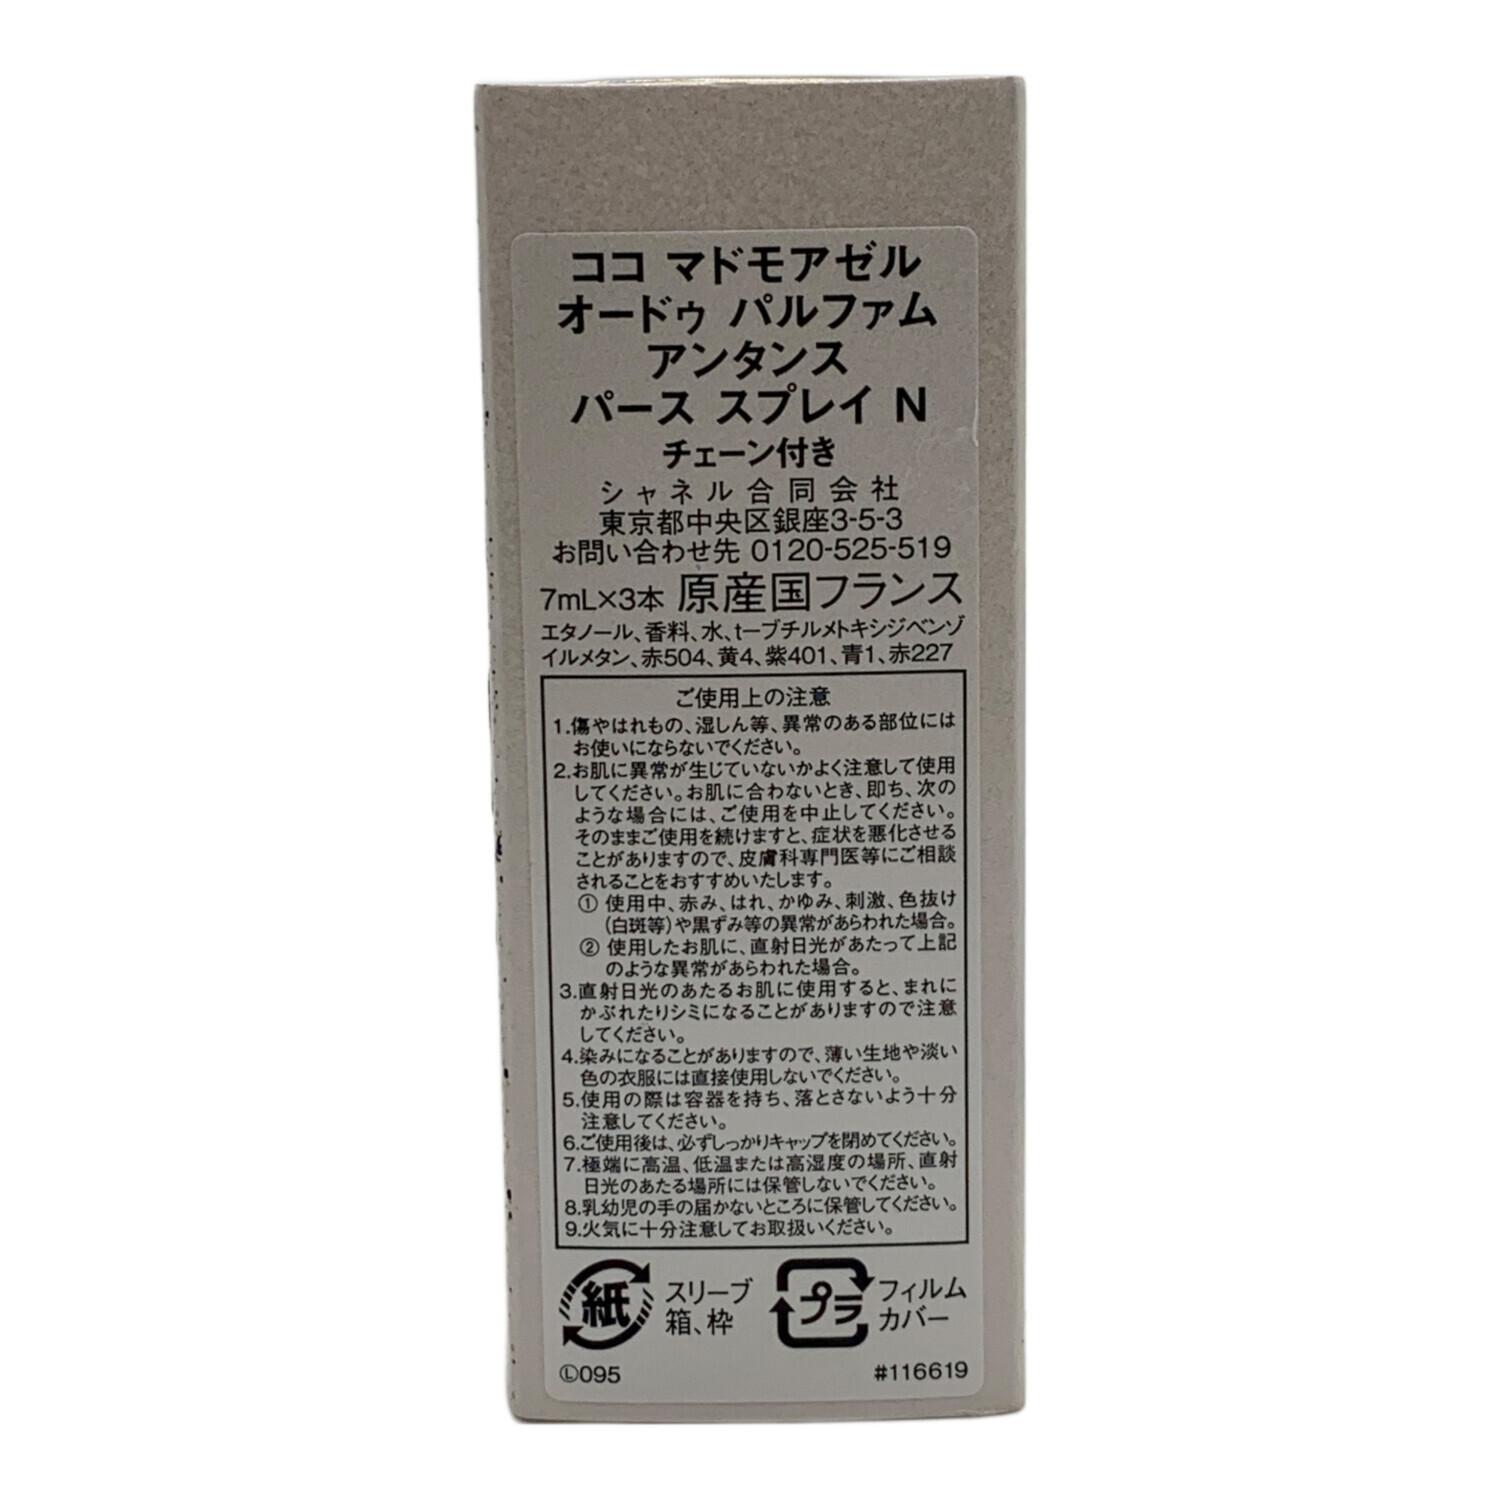 ココ マドモアゼル
オードゥ パルファム
アンタンス
パース スプレイ N
チェーン付き
シャネル合同会社
東京都中央区銀座3-5-3
お問い合わせ先 0120-525-519
7mL×3本 原産国フランス
エタノール、香料、水、t−ブチルメトキシジベンゾ
イルメタン、赤504、黄4、紫401、青1、赤227
ご使用上の注意
1.傷やはれもの、湿しん等、異常のある部位には
お使いにならないでください。
2.お肌に異常が生じていないかよく注意して使用
してください。お肌に合わないとき、即ち、次の
ような場合には、ご使用を中止してください。
そのままご使用を続けますと、症状を悪化させる
ことがありますので、皮膚科専門医等にご相談
されることをおすすめいたします。
① 使用中、赤み、はれ、かゆみ、刺激、色抜け
(白斑等)や黒ずみ等の異常があらわれた場合。
② 使用したお肌に、直射日光があたって上記
のような異常があらわれた場合。
3.直射日光のあたるお肌に使用すると、まれに
かぶれたりシミになることがありますので注意
してください。
4.染みになることがありますので、薄い生地や淡い
色の衣服には直接使用しないでください。
5.使用の際は容器を持ち、落とさないよう十分
注意してください。
6.ご使用後は、必ずしっかりキャップを閉めてください。
7.極端に高温、低温または高湿度の場所、直射
日光のあたる場所には保管しないでください。
8.乳幼児の手の届かないところに保管してください。
9.火気に十分注意してお取扱いください。
紙 スリーブ プラ フィルム
箱、枠 カバー
Ⓛ095 #116619